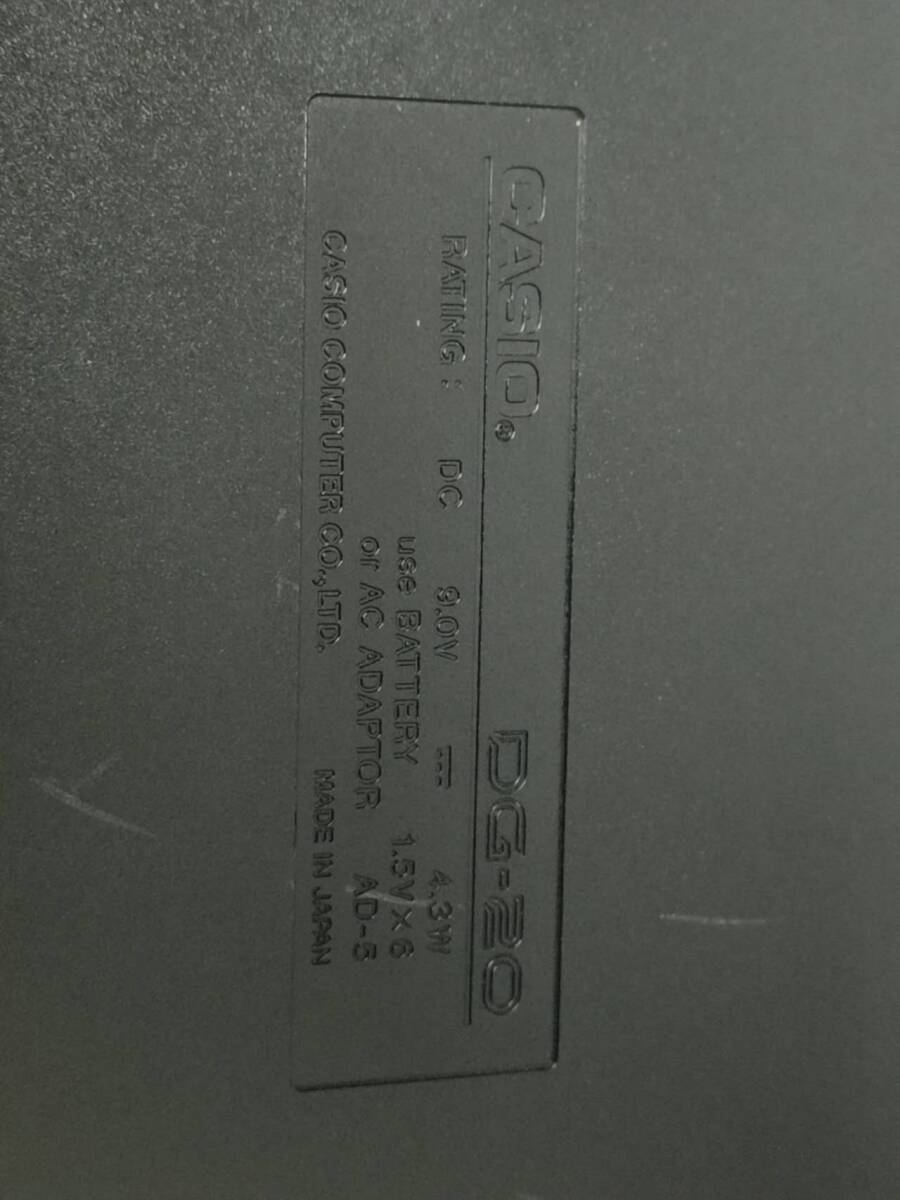 CASIO® DG-20
RATING : DC 9.0V ⎓ 4.3W
use BATTERY 1.5V×6
or AC ADAPTOR AD-5
CASIO COMPUTER CO.,LTD. MADE IN JAPAN